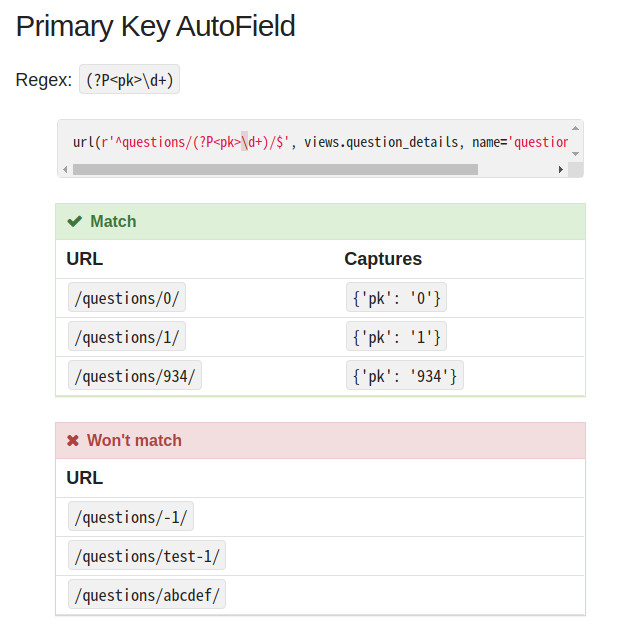 Primary Key AutoField
Regex: (?P<pk>\d+)
url(r'^questions/(?P<pk>\d+)/$', views.question_details, name='question
✔ Match
URL Captures
/questions/0/ {'pk': '0'}
/questions/1/ {'pk': '1'}
/questions/934/ {'pk': '934'}
✖ Won't match
URL
/questions/-1/
/questions/test-1/
/questions/abcdef/